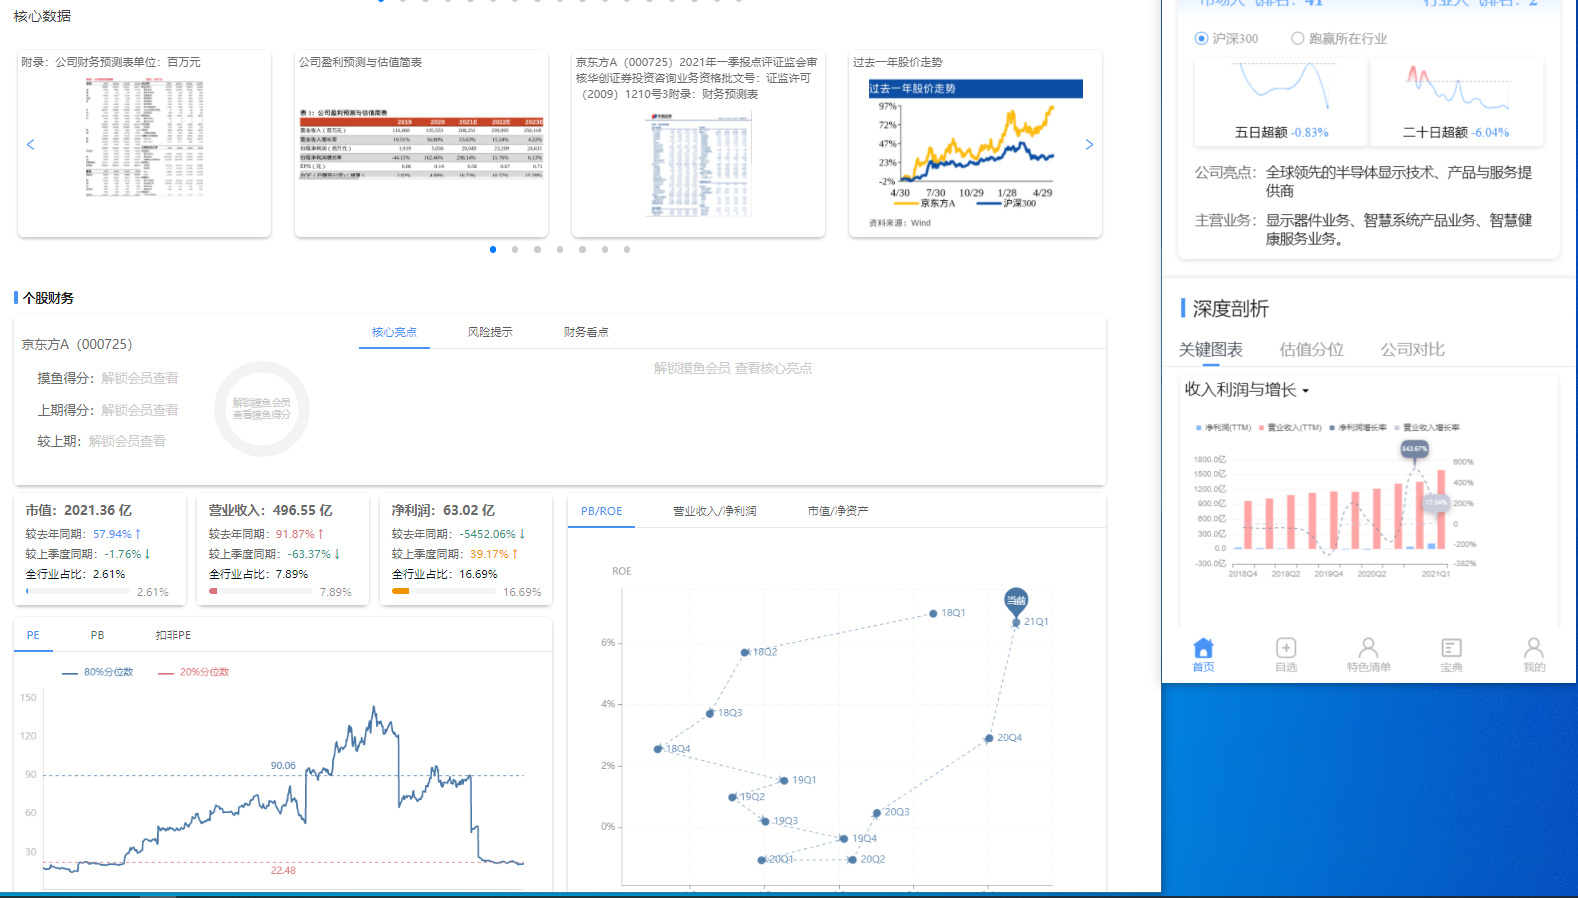 核心数据
附录：公司财务预测表单位：百万元
公司盈利预测与估值简表
表 1：公司盈利预测与估值简表
2019 2020 2021E 2022E 2023E
京东方A（000725）2021年一季报点评证监会审
核华创证券投资咨询业务资格批文号：证监许可
（2009）1210号3附录：财务预测表
过去一年股价走势
过去一年股价走势
97%
72%
47%
23%
-2%
4/30 7/30 10/29 1/28 4/29
京东方A 沪深300
资料来源：Wind
个股财务
京东方A（000725）
摸鱼得分：解锁会员查看
上期得分：解锁会员查看
较上期：解锁会员查看
解锁摸鱼会员
查看摸鱼得分
核心亮点 风险提示 财务看点
解锁摸鱼会员 查看核心亮点
市值：2021.36 亿
较去年同期：57.94%↑
较上季度同期：-1.76%↓
全行业占比：2.61%
2.61%
营业收入：496.55 亿
较去年同期：91.87%↑
较上季度同期：-63.37%↓
全行业占比：7.89%
7.89%
净利润：63.02 亿
较去年同期：-5452.06%↓
较上季度同期：39.17%↑
全行业占比：16.69%
16.69%
PE PB 扣非PE
80%分位数 20%分位数
150
120
90
60
30
90.06
22.48
PB/ROE 营业收入/净利润 市值/净资产
ROE
6%
4%
2%
0%
当前
18Q1
21Q1
18Q2
18Q3
20Q4
18Q4
19Q1
19Q2
20Q3
19Q3
19Q4
20Q1
20Q2
沪深300 跑赢所在行业
五日超额 -0.83%
二十日超额 -6.04%
公司亮点：全球领先的半导体显示技术、产品与服务提
供商
主营业务：显示器件业务、智慧系统产品业务、智慧健
康服务业务。
深度剖析
关键图表 估值分位 公司对比
收入利润与增长
净利润(TTM) 营业收入(TTM) 净利润增长率 营业收入增长率
543.67%
17.54%
1800.0亿
1500.0亿
1200.0亿
900.0亿
600.0亿
300.0亿
0.0
-300.0亿
600%
400%
200%
0
-200%
-382%
2018Q4 2019Q2 2019Q4 2020Q2 2021Q1
首页 自选 特色清单 宝典 我的